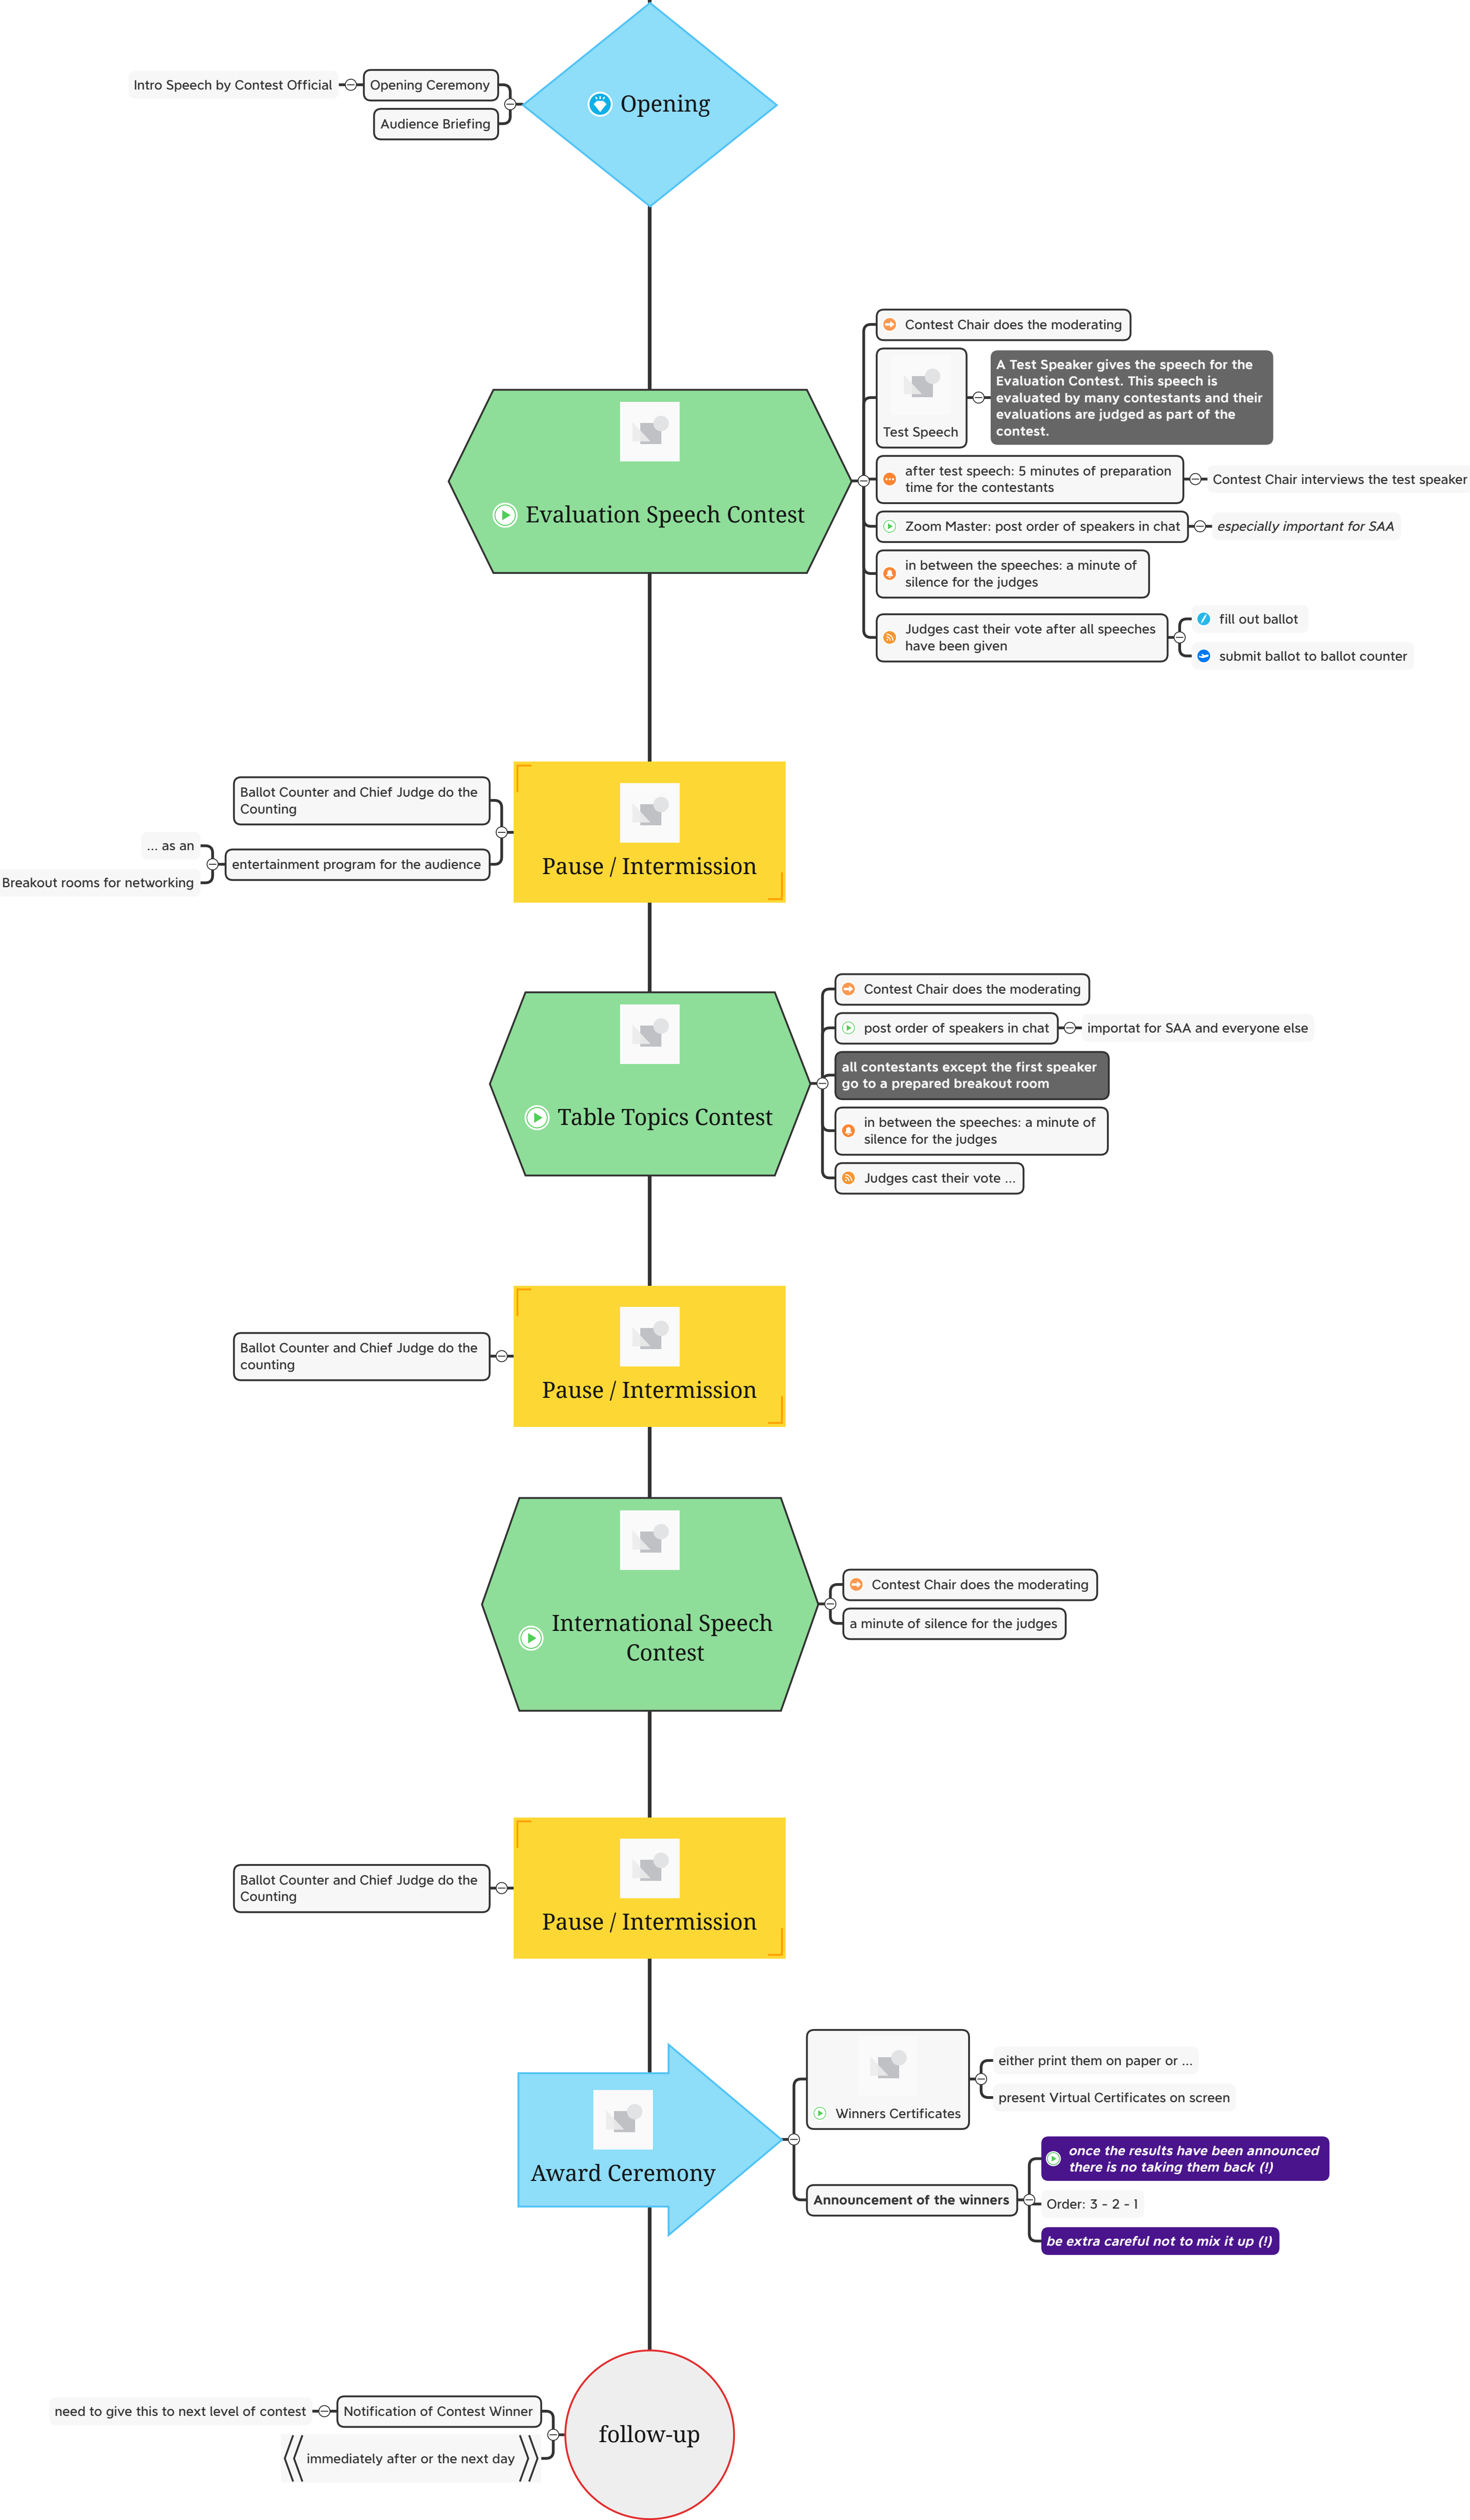 Opening
Opening Ceremony
Intro Speech by Contest Official
Audience Briefing
Evaluation Speech Contest
Contest Chair does the moderating
Test Speech
A Test Speaker gives the speech for the
Evaluation Contest. This speech is
evaluated by many contestants and their
evaluations are judged as part of the
contest.
after test speech: 5 minutes of preparation
time for the contestants
Contest Chair interviews the test speaker
Zoom Master: post order of speakers in chat
especially important for SAA
in between the speeches: a minute of
silence for the judges
Judges cast their vote after all speeches
have been given
fill out ballot
submit ballot to ballot counter
Pause / Intermission
Ballot Counter and Chief Judge do the
Counting
entertainment program for the audience
... as an
Breakout rooms for networking
Table Topics Contest
Contest Chair does the moderating
post order of speakers in chat
importat for SAA and everyone else
all contestants except the first speaker
go to a prepared breakout room
in between the speeches: a minute of
silence for the judges
Judges cast their vote ...
Pause / Intermission
Ballot Counter and Chief Judge do the
counting
International Speech
Contest
Contest Chair does the moderating
a minute of silence for the judges
Pause / Intermission
Ballot Counter and Chief Judge do the
Counting
Award Ceremony
Winners Certificates
either print them on paper or ...
present Virtual Certificates on screen
Announcement of the winners
once the results have been announced
there is no taking them back (!)
Order: 3 - 2 - 1
be extra careful not to mix it up (!)
follow-up
Notification of Contest Winner
need to give this to next level of contest
immediately after or the next day